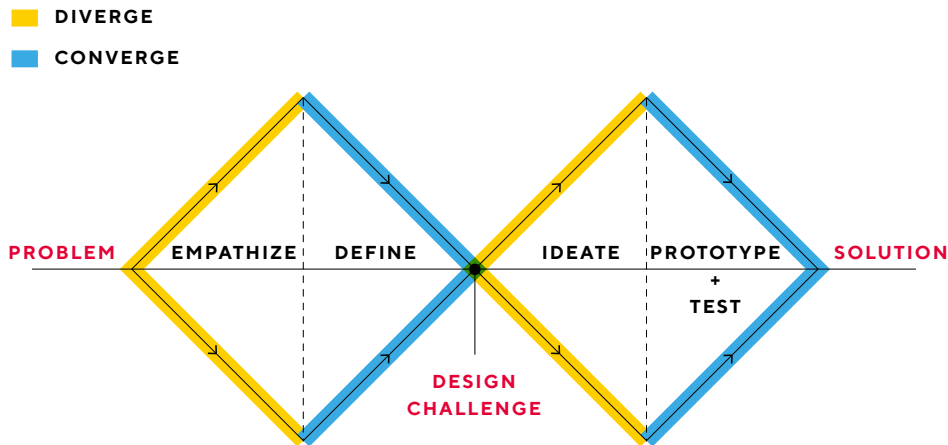 DIVERGE
CONVERGE
PROBLEM
EMPATHIZE
DEFINE
IDEATE
PROTOTYPE
+
TEST
SOLUTION
DESIGN
CHALLENGE